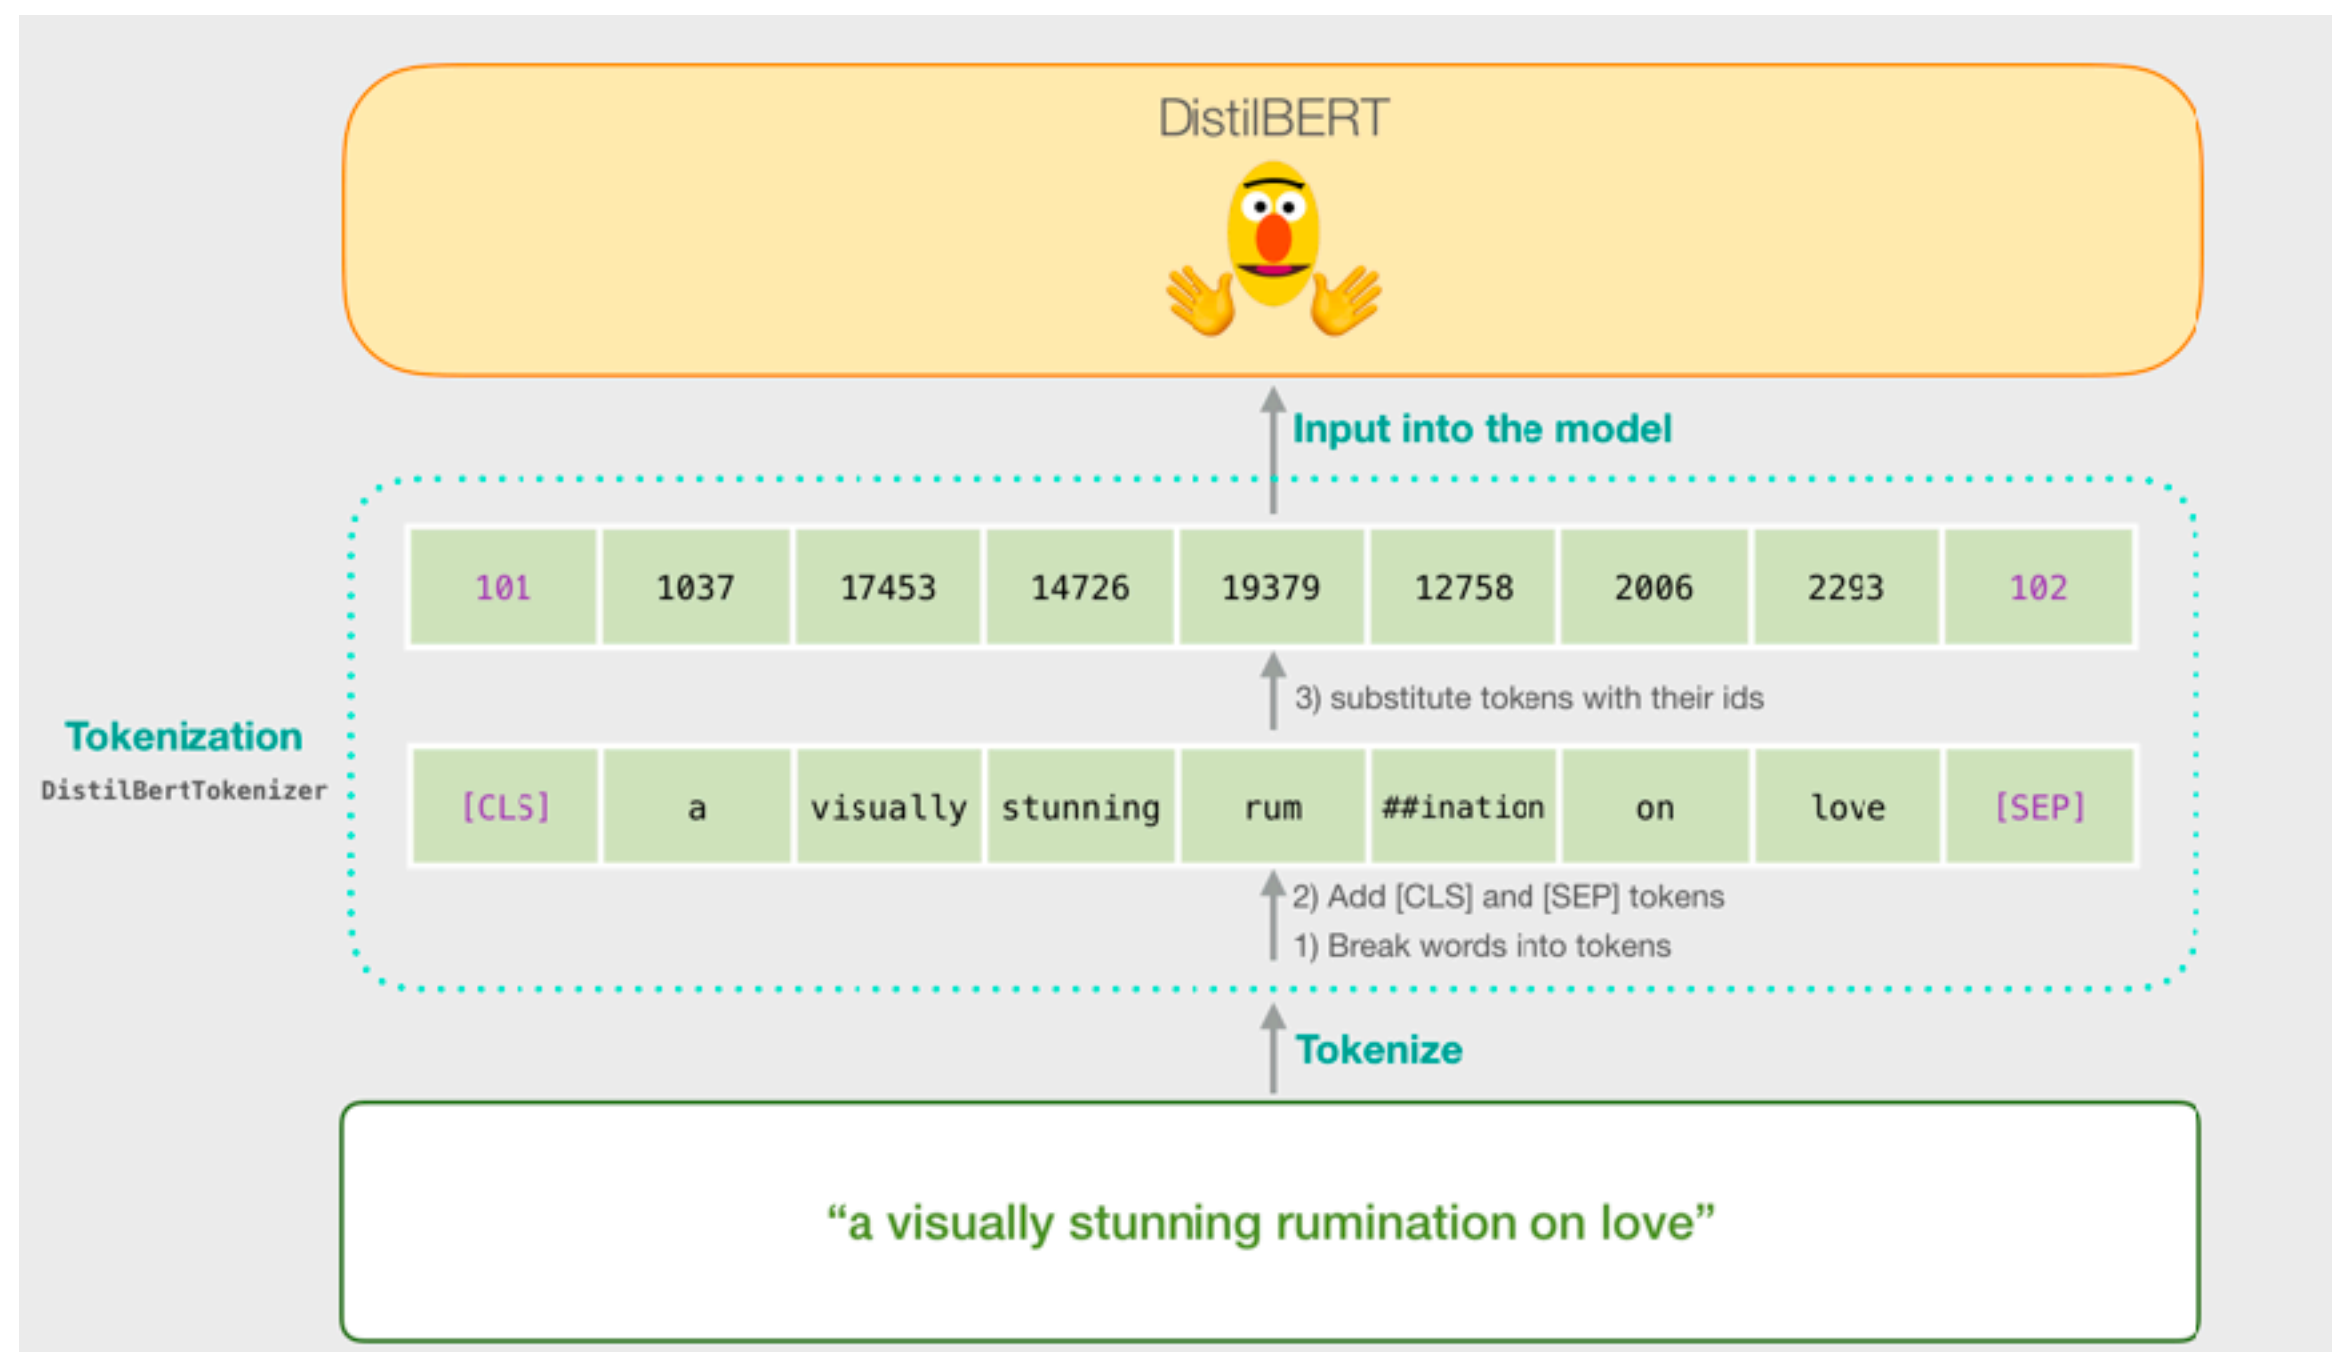 DistilBERT
Input into the model
101 1037 17453 14726 19379 12758 2006 2293 102
3) substitute tokens with their ids
Tokenization
DistilBertTokenizer
[CLS] a visually stunning rum ##ination on love [SEP]
2) Add [CLS] and [SEP] tokens
1) Break words into tokens
Tokenize
“a visually stunning rumination on love”